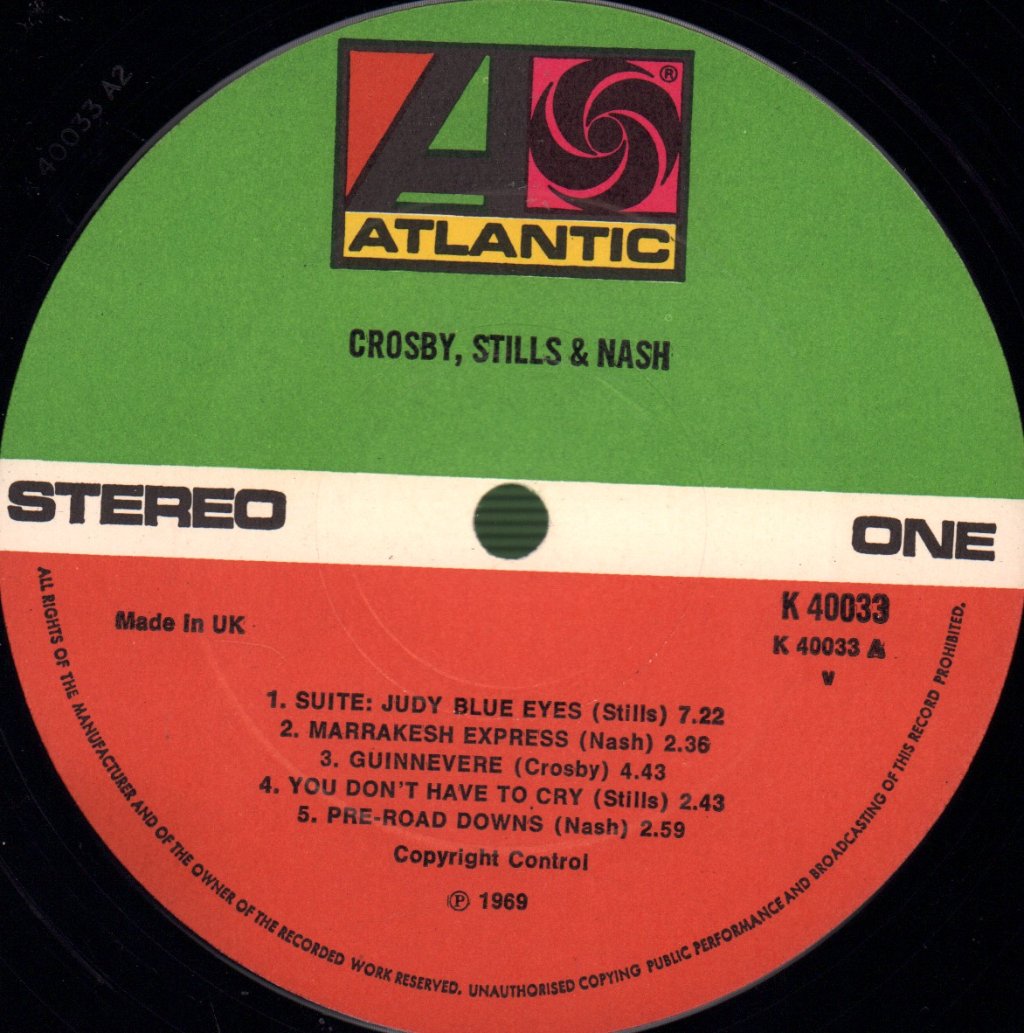 K 40033 A2
A
®
ATLANTIC
CROSBY, STILLS & NASH
STEREO
ONE
Made in UK
K 40033
K 40033 A
v
1. SUITE: JUDY BLUE EYES (Stills) 7.22
2. MARRAKESH EXPRESS (Nash) 2.36
3. GUINNEVERE (Crosby) 4.43
4. YOU DON'T HAVE TO CRY (Stills) 2.43
5. PRE-ROAD DOWNS (Nash) 2.59
Copyright Control
℗ 1969
ALL RIGHTS OF THE MANUFACTURER AND OF THE OWNER OF THE RECORDED WORK RESERVED. UNAUTHORISED COPYING PUBLIC PERFORMANCE AND BROADCASTING OF THIS RECORD PROHIBITED.